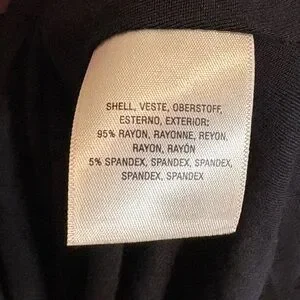 SHELL, VESTE, OBERSTOFF,
ESTERNO, EXTERIOR:
95% RAYON, RAYONNE, REYON,
RAYON, RAYÓN
5% SPANDEX, SPANDEX, SPANDEX,
SPANDEX, SPANDEX